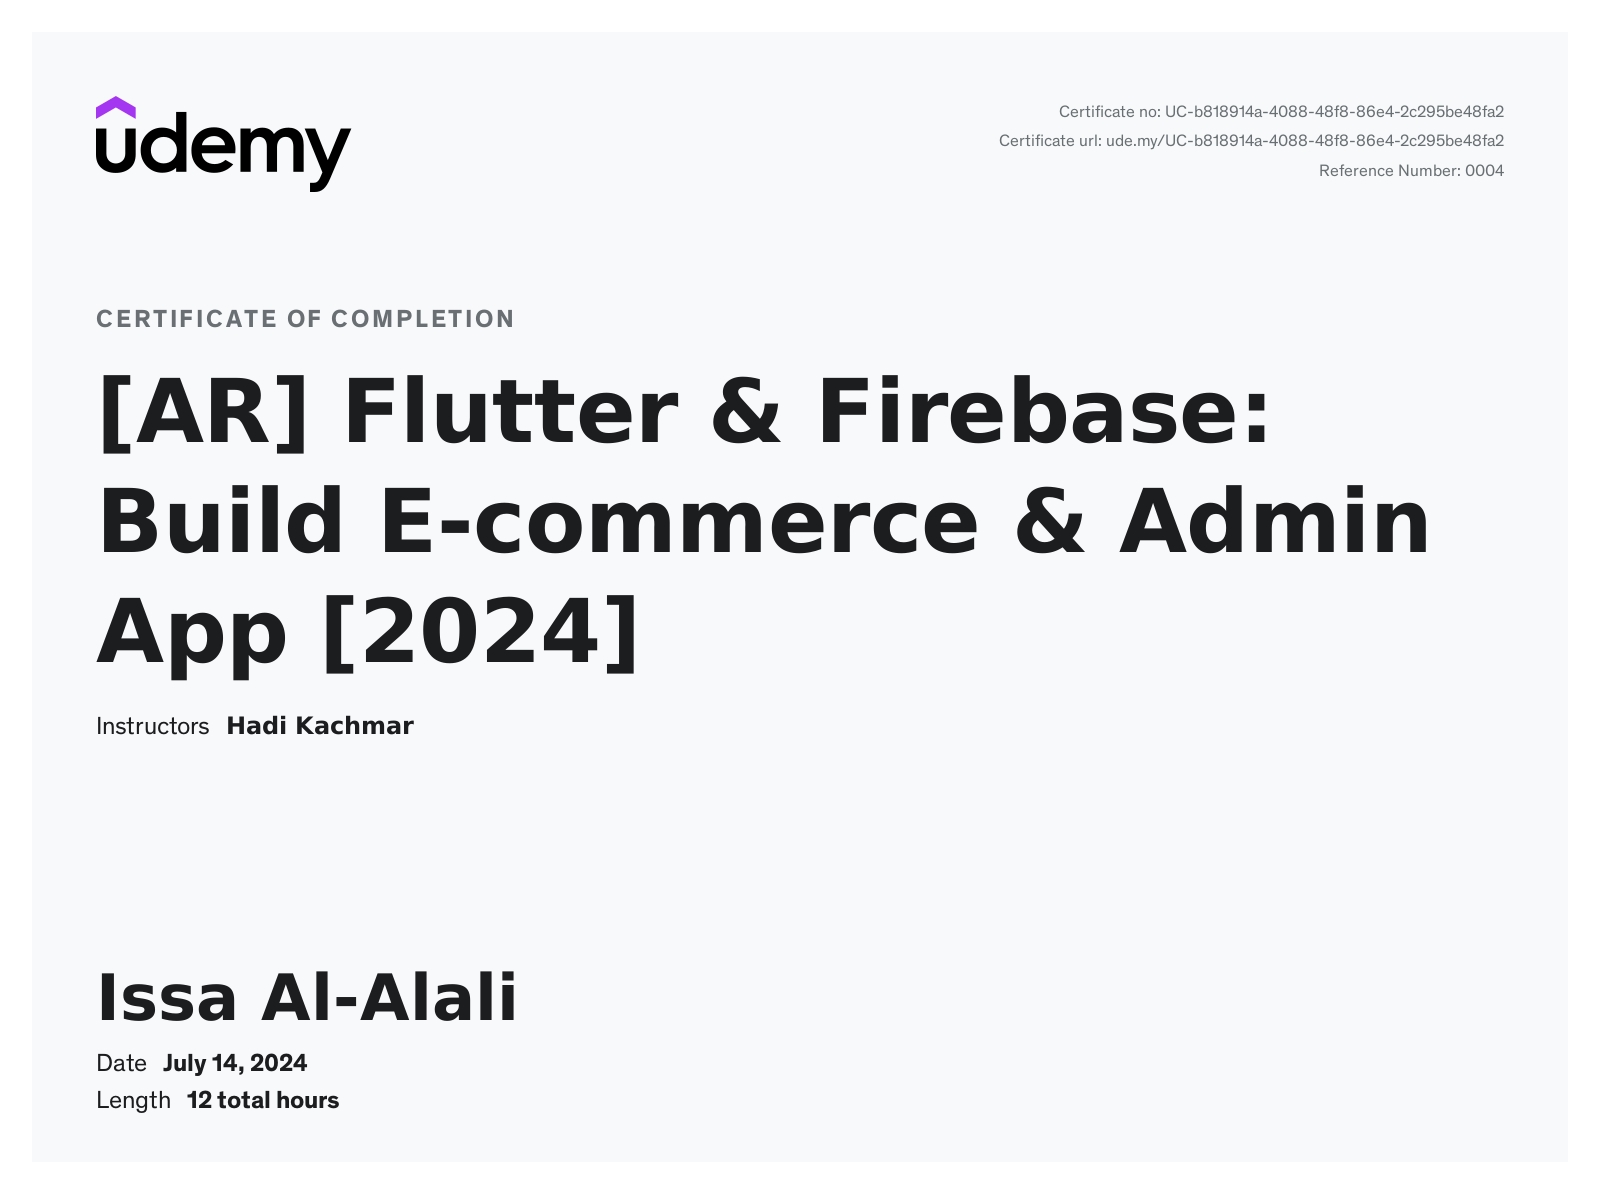 udemy
Certificate no: UC-b818914a-4088-48f8-86e4-2c295be48fa2
Certificate url: ude.my/UC-b818914a-4088-48f8-86e4-2c295be48fa2
Reference Number: 0004
CERTIFICATE OF COMPLETION
[AR] Flutter & Firebase:
Build E-commerce & Admin
App [2024]
Instructors Hadi Kachmar
Issa Al-Alali
Date July 14, 2024
Length 12 total hours